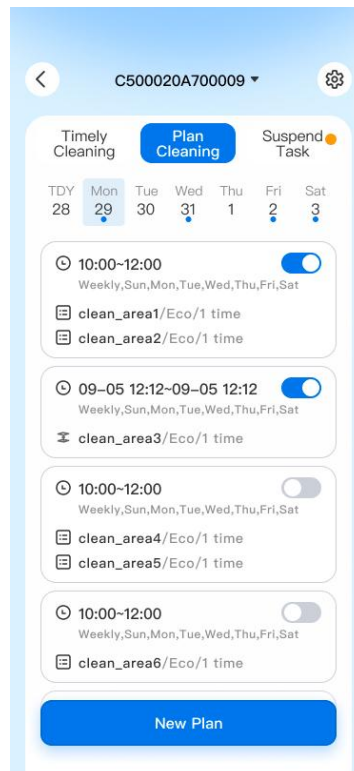 C500020A700009
Timely Cleaning
Plan Cleaning
Suspend Task
TDY Mon Tue Wed Thu Fri Sat
28 29 30 31 1 2 3
10:00~12:00
Weekly,Sun,Mon,Tue,Wed,Thu,Fri,Sat
clean_area1/Eco/1 time
clean_area2/Eco/1 time
09–05 12:12~09–05 12:12
Weekly,Sun,Mon,Tue,Wed,Thu,Fri,Sat
clean_area3/Eco/1 time
10:00~12:00
Weekly,Sun,Mon,Tue,Wed,Thu,Fri,Sat
clean_area4/Eco/1 time
clean_area5/Eco/1 time
10:00~12:00
Weekly,Sun,Mon,Tue,Wed,Thu,Fri,Sat
clean_area6/Eco/1 time
New Plan